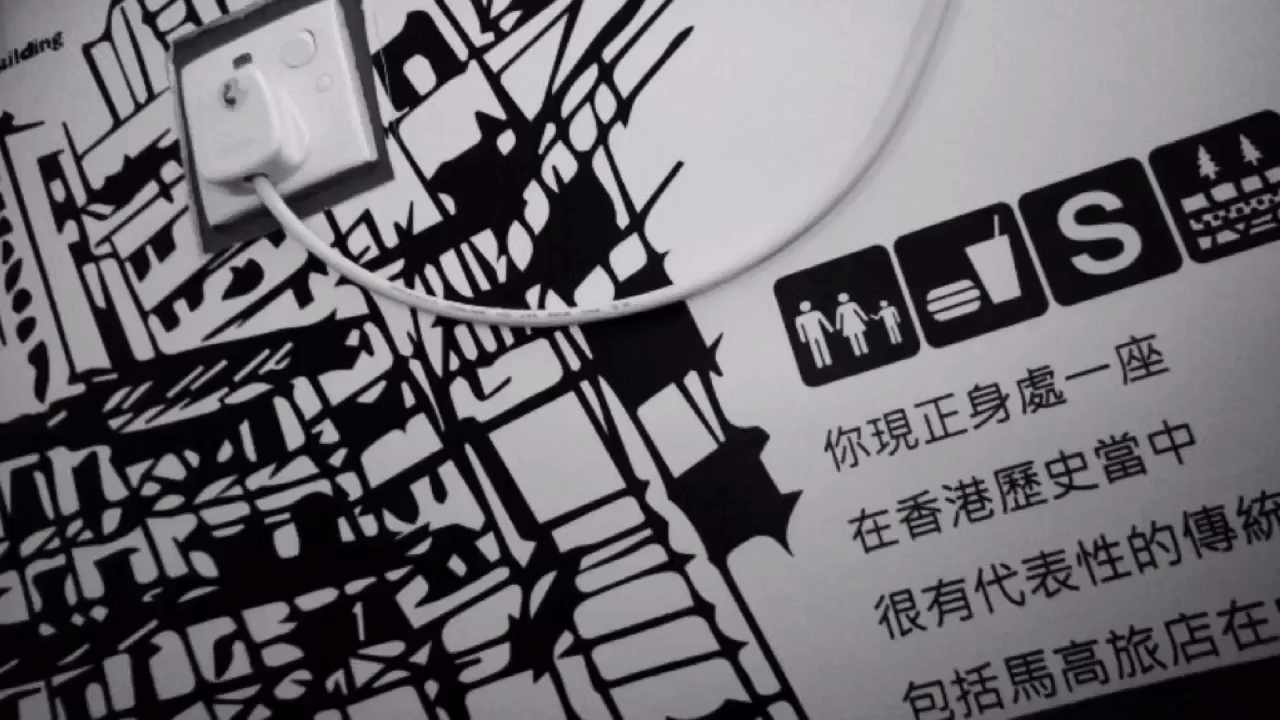 uilding
S
你現正身處一座
在香港歷史當中
很有代表性的傳統
包括馬高旅店在